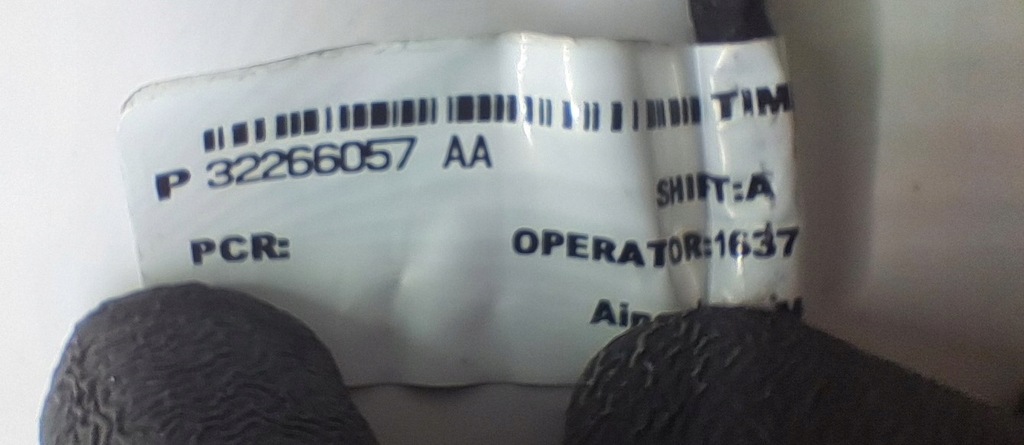 TIM
P 32266057 AA
SHIFT:A
PCR: OPERATOR:1637